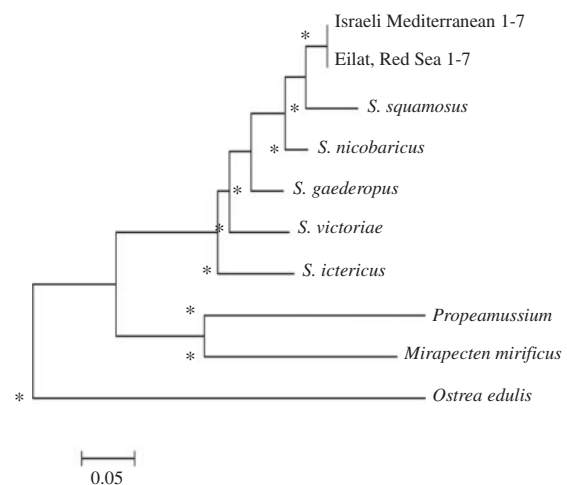 Israeli Mediterranean 1-7
*
Eilat, Red Sea 1-7
*
S. squamosus
*
S. nicobaricus
*
S. gaederopus
*
S. victoriae
*
S. ictericus
*
Propeamussium
*
Mirapecten mirificus
*
Ostrea edulis
0.05